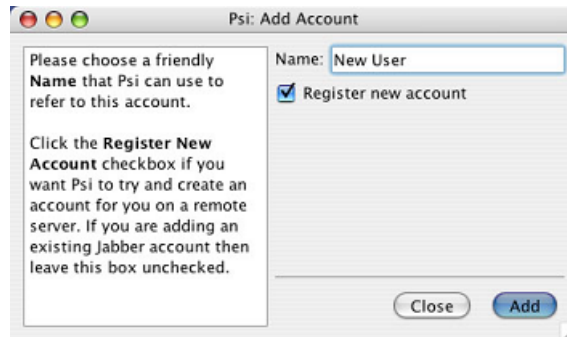 Psi: Add Account
Please choose a friendly
Name that Psi can use to
refer to this account.
Click the Register New
Account checkbox if you
want Psi to try and create an
account for you on a remote
server. If you are adding an
existing Jabber account then
leave this box unchecked.
Name: New User
Register new account
Close
Add